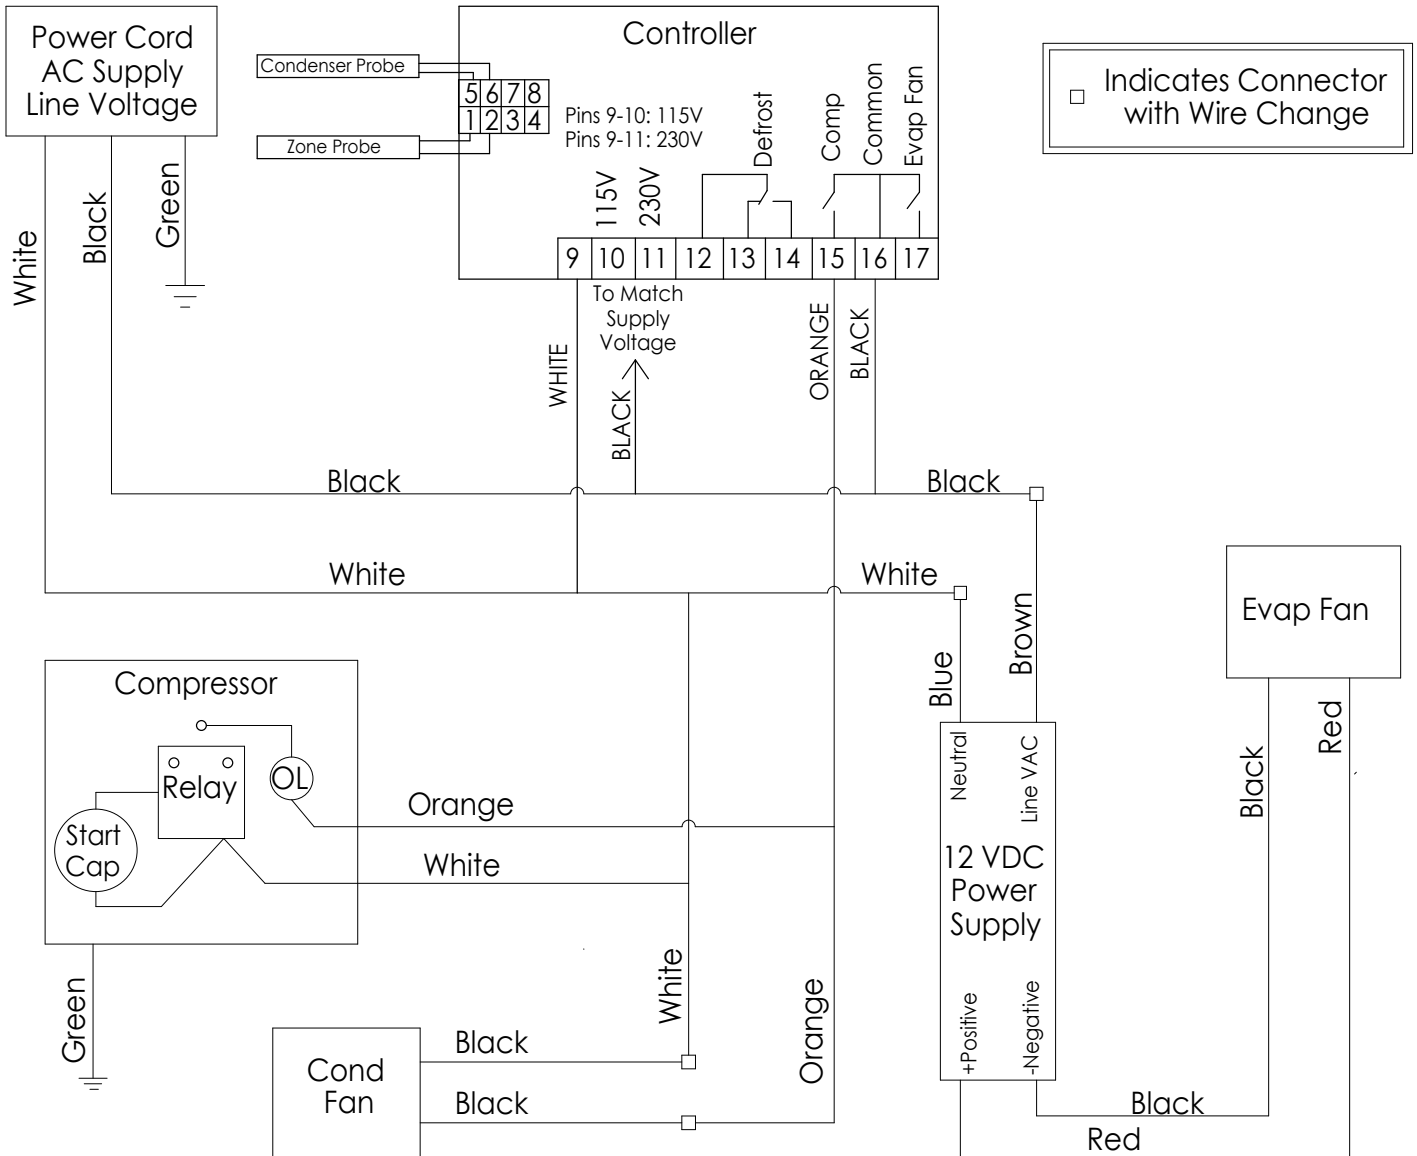 Power Cord
AC Supply
Line Voltage
Controller
Condenser Probe
Zone Probe
5 6 7 8
1 2 3 4
Pins 9-10: 115V
Pins 9-11: 230V
115V
230V
Defrost
Comp
Common
Evap Fan
9 10 11 12 13 14 15 16 17
Indicates Connector
with Wire Change
White
Black
Green
To Match
Supply
Voltage
WHITE
BLACK
ORANGE
BLACK
Black
Black
White
White
Blue
Brown
Evap Fan
Black
Red
Compressor
Relay
OL
Start
Cap
Orange
White
Green
White
Orange
Neutral
Line VAC
12 VDC
Power
Supply
+Positive
-Negative
Cond
Fan
Black
Black
Black
Red